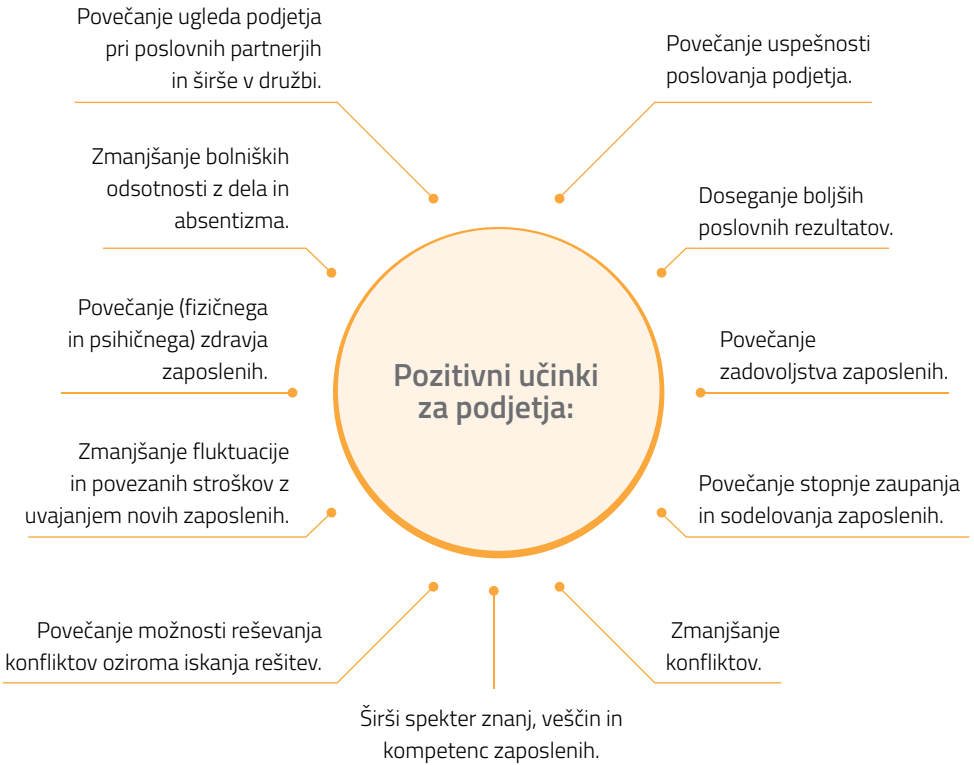 Povečanje ugleda podjetja
pri poslovnih partnerjih
in širše v družbi.
Povečanje uspešnosti
poslovanja podjetja.
Zmanjšanje bolniških
odsotnosti z dela in
absentizma.
Doseganje boljših
poslovnih rezultatov.
Povečanje (fizičnega
in psihičnega) zdravja
zaposlenih.
Pozitivni učinki
za podjetja:
Povečanje
zadovoljstva zaposlenih.
Zmanjšanje fluktuacije
in povezanih stroškov z
uvajanjem novih zaposlenih.
Povečanje stopnje zaupanja
in sodelovanja zaposlenih.
Povečanje možnosti reševanja
konfliktov oziroma iskanja rešitev.
Zmanjšanje
konfliktov.
Širši spekter znanj, veščin in
kompetenc zaposlenih.